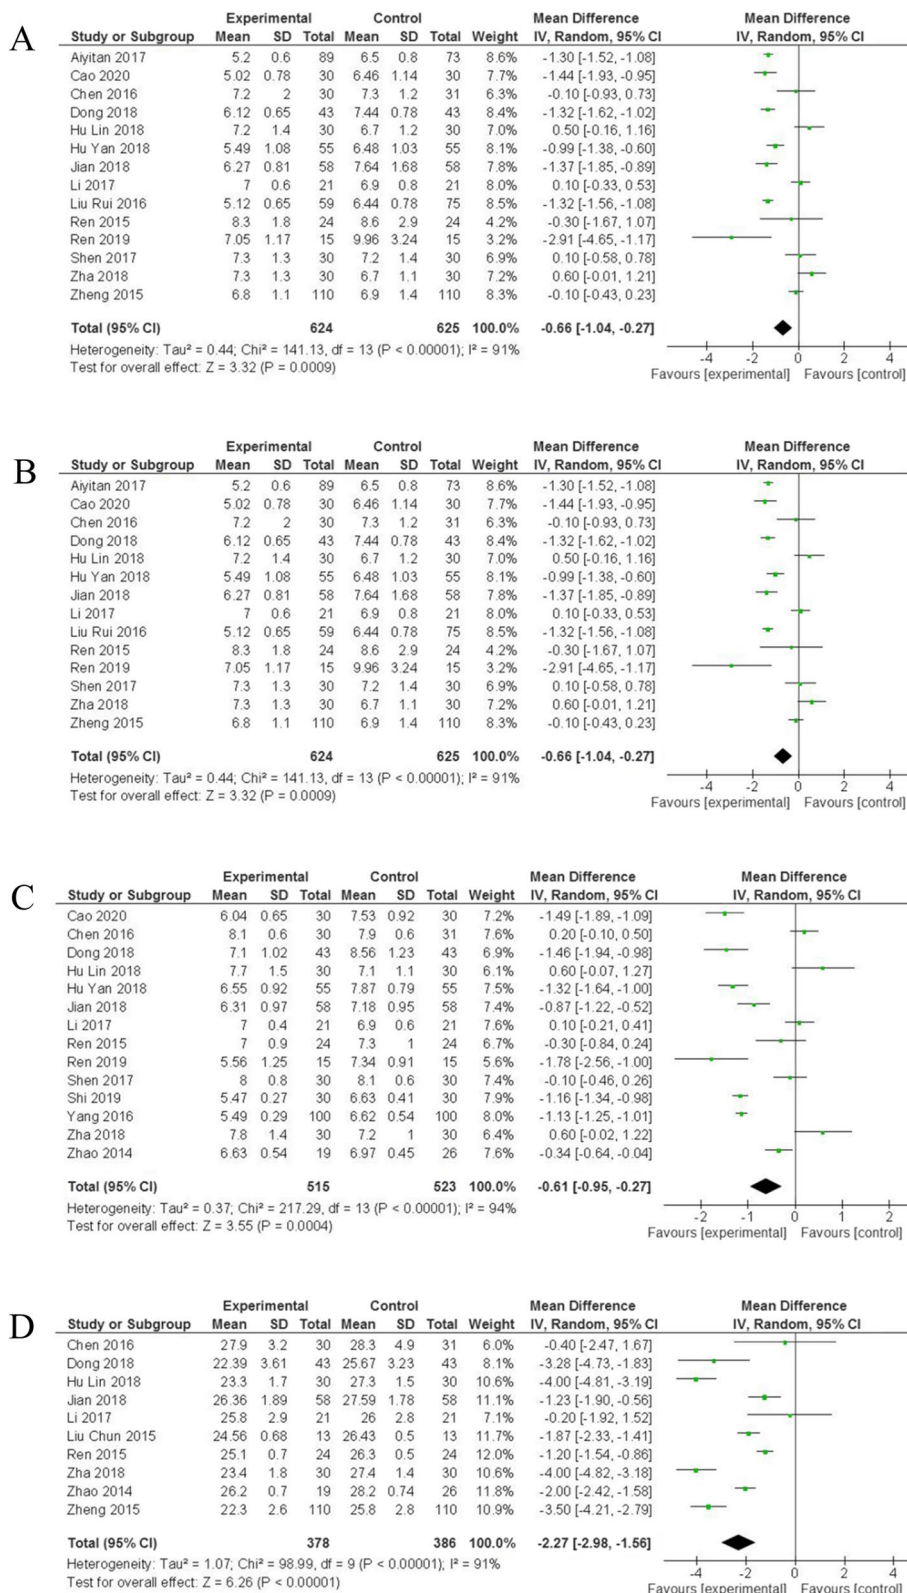 A
Experimental Control Mean Difference Mean Difference
Study or Subgroup Mean SD Total Mean SD Total Weight IV, Random, 95% CI IV, Random, 95% CI
Aiyitan 2017 5.2 0.6 89 6.5 0.8 73 8.6% -1.30 [-1.52, -1.08]
Cao 2020 5.02 0.78 30 6.46 1.14 30 7.7% -1.44 [-1.93, -0.95]
Chen 2016 7.2 2 30 7.3 1.2 31 6.3% -0.10 [-0.93, 0.73]
Dong 2018 6.12 0.65 43 7.44 0.78 43 8.4% -1.32 [-1.62, -1.02]
Hu Lin 2018 7.2 1.4 30 6.7 1.2 30 7.0% 0.50 [-0.16, 1.16]
Hu Yan 2018 5.49 1.08 55 6.48 1.03 55 8.1% -0.99 [-1.38, -0.60]
Jian 2018 6.27 0.81 58 7.64 1.68 58 7.8% -1.37 [-1.85, -0.89]
Li 2017 7 0.6 21 6.9 0.8 21 8.0% 0.10 [-0.33, 0.53]
Liu Rui 2016 5.12 0.65 59 6.44 0.78 75 8.5% -1.32 [-1.56, -1.08]
Ren 2015 8.3 1.8 24 8.6 2.9 24 4.2% -0.30 [-1.67, 1.07]
Ren 2019 7.05 1.17 15 9.96 3.24 15 3.2% -2.91 [-4.65, -1.17]
Shen 2017 7.3 1.3 30 7.2 1.4 30 6.9% 0.10 [-0.58, 0.78]
Zha 2018 7.3 1.3 30 6.7 1.1 30 7.2% 0.60 [-0.01, 1.21]
Zheng 2015 6.8 1.1 110 6.9 1.4 110 8.3% -0.10 [-0.43, 0.23]
Total (95% CI) 624 625 100.0% -0.66 [-1.04, -0.27]
Heterogeneity: Tau² = 0.44; Chi² = 141.13, df = 13 (P < 0.00001); I² = 91%
Test for overall effect: Z = 3.32 (P = 0.0009)
-4 -2 0 2 4
Favours [experimental] Favours [control]
B
Experimental Control Mean Difference Mean Difference
Study or Subgroup Mean SD Total Mean SD Total Weight IV, Random, 95% CI IV, Random, 95% CI
Aiyitan 2017 5.2 0.6 89 6.5 0.8 73 8.6% -1.30 [-1.52, -1.08]
Cao 2020 5.02 0.78 30 6.46 1.14 30 7.7% -1.44 [-1.93, -0.95]
Chen 2016 7.2 2 30 7.3 1.2 31 6.3% -0.10 [-0.93, 0.73]
Dong 2018 6.12 0.65 43 7.44 0.78 43 8.4% -1.32 [-1.62, -1.02]
Hu Lin 2018 7.2 1.4 30 6.7 1.2 30 7.0% 0.50 [-0.16, 1.16]
Hu Yan 2018 5.49 1.08 55 6.48 1.03 55 8.1% -0.99 [-1.38, -0.60]
Jian 2018 6.27 0.81 58 7.64 1.68 58 7.8% -1.37 [-1.85, -0.89]
Li 2017 7 0.6 21 6.9 0.8 21 8.0% 0.10 [-0.33, 0.53]
Liu Rui 2016 5.12 0.65 59 6.44 0.78 75 8.5% -1.32 [-1.56, -1.08]
Ren 2015 8.3 1.8 24 8.6 2.9 24 4.2% -0.30 [-1.67, 1.07]
Ren 2019 7.05 1.17 15 9.96 3.24 15 3.2% -2.91 [-4.65, -1.17]
Shen 2017 7.3 1.3 30 7.2 1.4 30 6.9% 0.10 [-0.58, 0.78]
Zha 2018 7.3 1.3 30 6.7 1.1 30 7.2% 0.60 [-0.01, 1.21]
Zheng 2015 6.8 1.1 110 6.9 1.4 110 8.3% -0.10 [-0.43, 0.23]
Total (95% CI) 624 625 100.0% -0.66 [-1.04, -0.27]
Heterogeneity: Tau² = 0.44; Chi² = 141.13, df = 13 (P < 0.00001); I² = 91%
Test for overall effect: Z = 3.32 (P = 0.0009)
-4 -2 0 2 4
Favours [experimental] Favours [control]
C
Experimental Control Mean Difference Mean Difference
Study or Subgroup Mean SD Total Mean SD Total Weight IV, Random, 95% CI IV, Random, 95% CI
Cao 2020 6.04 0.65 30 7.53 0.92 30 7.2% -1.49 [-1.89, -1.09]
Chen 2016 8.1 0.6 30 7.9 0.6 31 7.6% 0.20 [-0.10, 0.50]
Dong 2018 7.1 1.02 43 8.56 1.23 43 6.9% -1.46 [-1.94, -0.98]
Hu Lin 2018 7.7 1.5 30 7.1 1.1 30 6.1% 0.60 [-0.07, 1.27]
Hu Yan 2018 6.55 0.92 55 7.87 0.79 55 7.5% -1.32 [-1.64, -1.00]
Jian 2018 6.31 0.97 58 7.18 0.95 58 7.4% -0.87 [-1.22, -0.52]
Li 2017 7 0.4 21 6.9 0.6 21 7.6% 0.10 [-0.21, 0.41]
Ren 2015 7 0.9 24 7.3 1 24 6.7% -0.30 [-0.84, 0.24]
Ren 2019 5.56 1.25 15 7.34 0.91 15 5.6% -1.78 [-2.56, -1.00]
Shen 2017 8 0.8 30 8.1 0.6 30 7.4% -0.10 [-0.46, 0.26]
Shi 2019 5.47 0.27 30 6.63 0.41 30 7.9% -1.16 [-1.34, -0.98]
Yang 2016 5.49 0.29 100 6.62 0.54 100 8.0% -1.13 [-1.25, -1.01]
Zha 2018 7.8 1.4 30 7.2 1 30 6.4% 0.60 [-0.02, 1.22]
Zhao 2014 6.63 0.54 19 6.97 0.45 26 7.6% -0.34 [-0.64, -0.04]
Total (95% CI) 515 523 100.0% -0.61 [-0.95, -0.27]
Heterogeneity: Tau² = 0.37; Chi² = 217.29, df = 13 (P < 0.00001); I² = 94%
Test for overall effect: Z = 3.55 (P = 0.0004)
-2 -1 0 1 2
Favours [experimental] Favours [control]
D
Experimental Control Mean Difference Mean Difference
Study or Subgroup Mean SD Total Mean SD Total Weight IV, Random, 95% CI IV, Random, 95% CI
Chen 2016 27.9 3.2 30 28.3 4.9 31 6.0% -0.40 [-2.47, 1.67]
Dong 2018 22.39 3.61 43 25.67 3.23 43 8.1% -3.28 [-4.73, -1.83]
Hu Lin 2018 23.3 1.7 30 27.3 1.5 30 10.7% -4.00 [-4.81, -3.19]
Jian 2018 26.36 1.89 58 27.59 1.78 58 11.1% -1.23 [-1.90, -0.56]
Li 2017 25.8 2.9 21 26 2.8 21 7.1% -0.20 [-1.92, 1.52]
Liu Chun 2015 24.56 0.68 13 26.43 0.5 13 11.7% -1.87 [-2.33, -1.41]
Ren 2015 25.1 0.7 24 26.3 0.5 24 12.0% -1.20 [-1.54, -0.86]
Zha 2018 23.4 1.8 30 27.4 1.4 30 10.6% -4.00 [-4.82, -3.18]
Zhao 2014 26.2 0.7 19 28.2 0.74 26 11.8% -2.00 [-2.42, -1.58]
Zheng 2015 22.3 2.6 110 25.8 2.8 110 10.9% -3.50 [-4.21, -2.79]
Total (95% CI) 378 386 100.0% -2.27 [-2.98, -1.56]
Heterogeneity: Tau² = 1.07; Chi² = 98.99, df = 9 (P < 0.00001); I² = 91%
Test for overall effect: Z = 6.26 (P < 0.00001)
-4 -2 0 2 4
Favours [experimental] Favours [control]